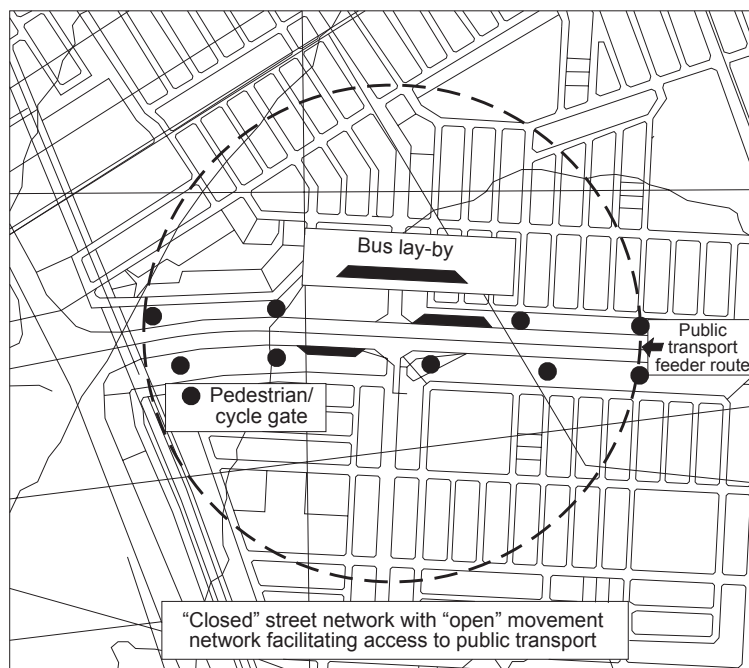 Bus lay-by
Public
transport
feeder route
Pedestrian/
cycle gate
“Closed” street network with “open” movement
network facilitating access to public transport